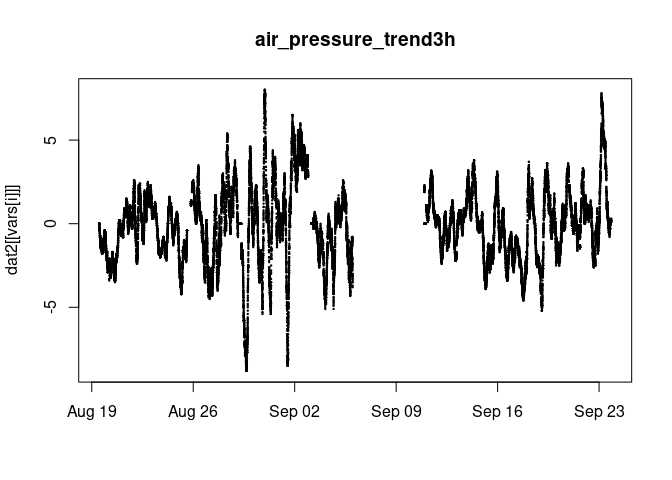 air_pressure_trend3h
dat2[[vars[i]]]
5
0
-5
Aug 19 Aug 26 Sep 02 Sep 09 Sep 16 Sep 23